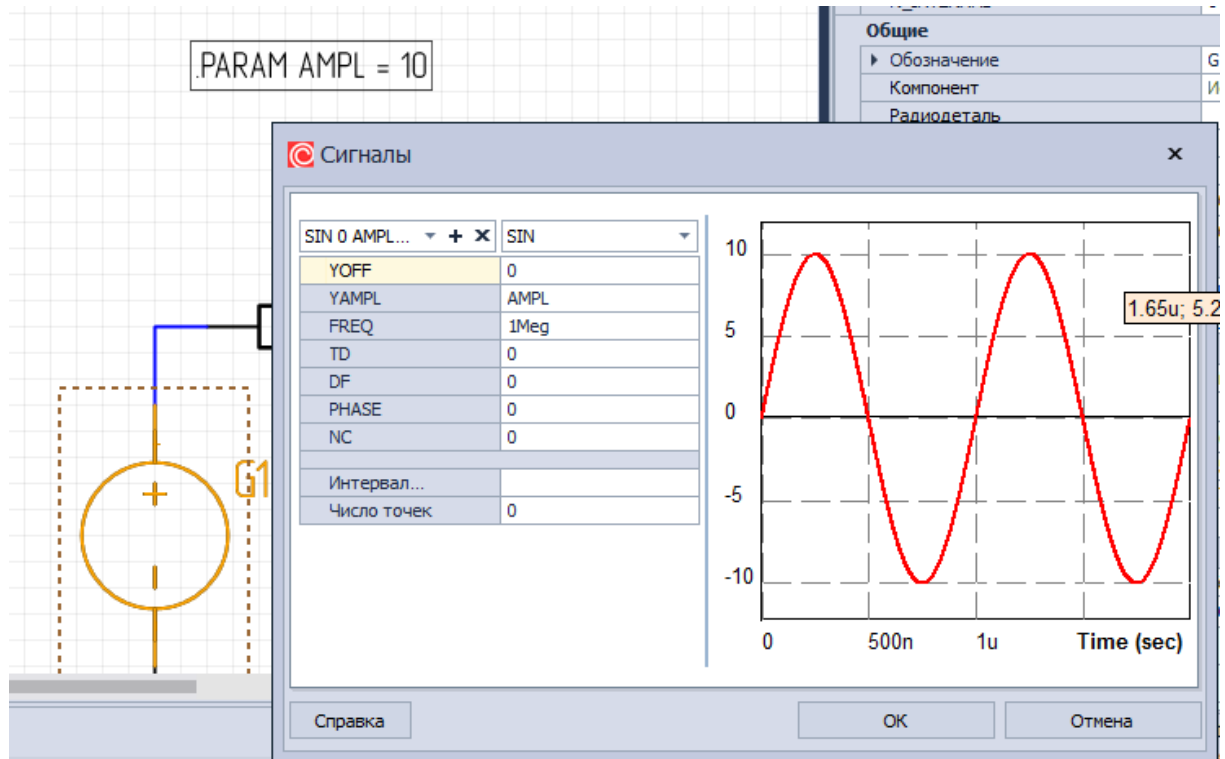 .PARAM AMPL = 10
Общие
Обозначение
G
Компонент
И
Радиодеталь
Сигналы
SIN 0 AMPL... SIN
YOFF 0
YAMPL AMPL
FREQ 1Meg
TD 0
DF 0
PHASE 0
NC 0
Интервал...
Число точек 0
10
5
0
-5
-10
0 500n 1u Time (sec)
1.65u; 5.2
G1
Справка
ОК
Отмена